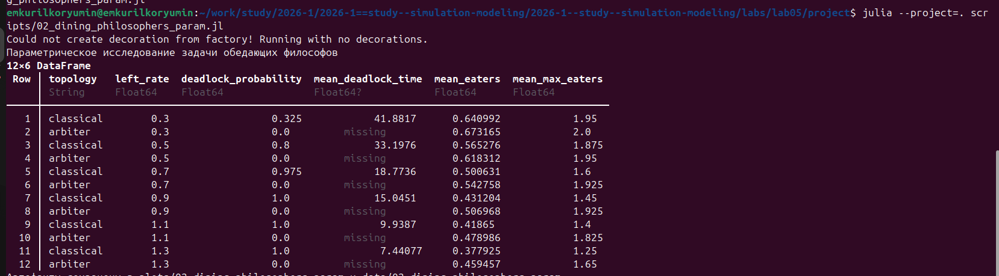 g_philosophers_param.jl
emkurilkoryumin@emkurilkoryumin:~/work/study/2026-1/2026-1==study--simulation-modeling/2026-1--study--simulation-modeling/labs/lab05/project$ julia --project=. scr
ipts/02_dining_philosophers_param.jl
Could not create decoration from factory! Running with no decorations.
Параметрическое исследование задачи обедающих философов
12×6 DataFrame
Row topology left_rate deadlock_probability mean_deadlock_time mean_eaters mean_max_eaters
String Float64 Float64 Float64? Float64 Float64
1 classical 0.3 0.325 41.8817 0.640992 1.95
2 arbiter 0.3 0.0 missing 0.673165 2.0
3 classical 0.5 0.8 33.1976 0.565276 1.875
4 arbiter 0.5 0.0 missing 0.618312 1.95
5 classical 0.7 0.975 18.7736 0.500631 1.6
6 arbiter 0.7 0.0 missing 0.542758 1.925
7 classical 0.9 1.0 15.0451 0.431204 1.45
8 arbiter 0.9 0.0 missing 0.506968 1.925
9 classical 1.1 1.0 9.9387 0.41865 1.4
10 arbiter 1.1 0.0 missing 0.478986 1.825
11 classical 1.3 1.0 7.44077 0.377925 1.25
12 arbiter 1.3 0.0 missing 0.459457 1.65